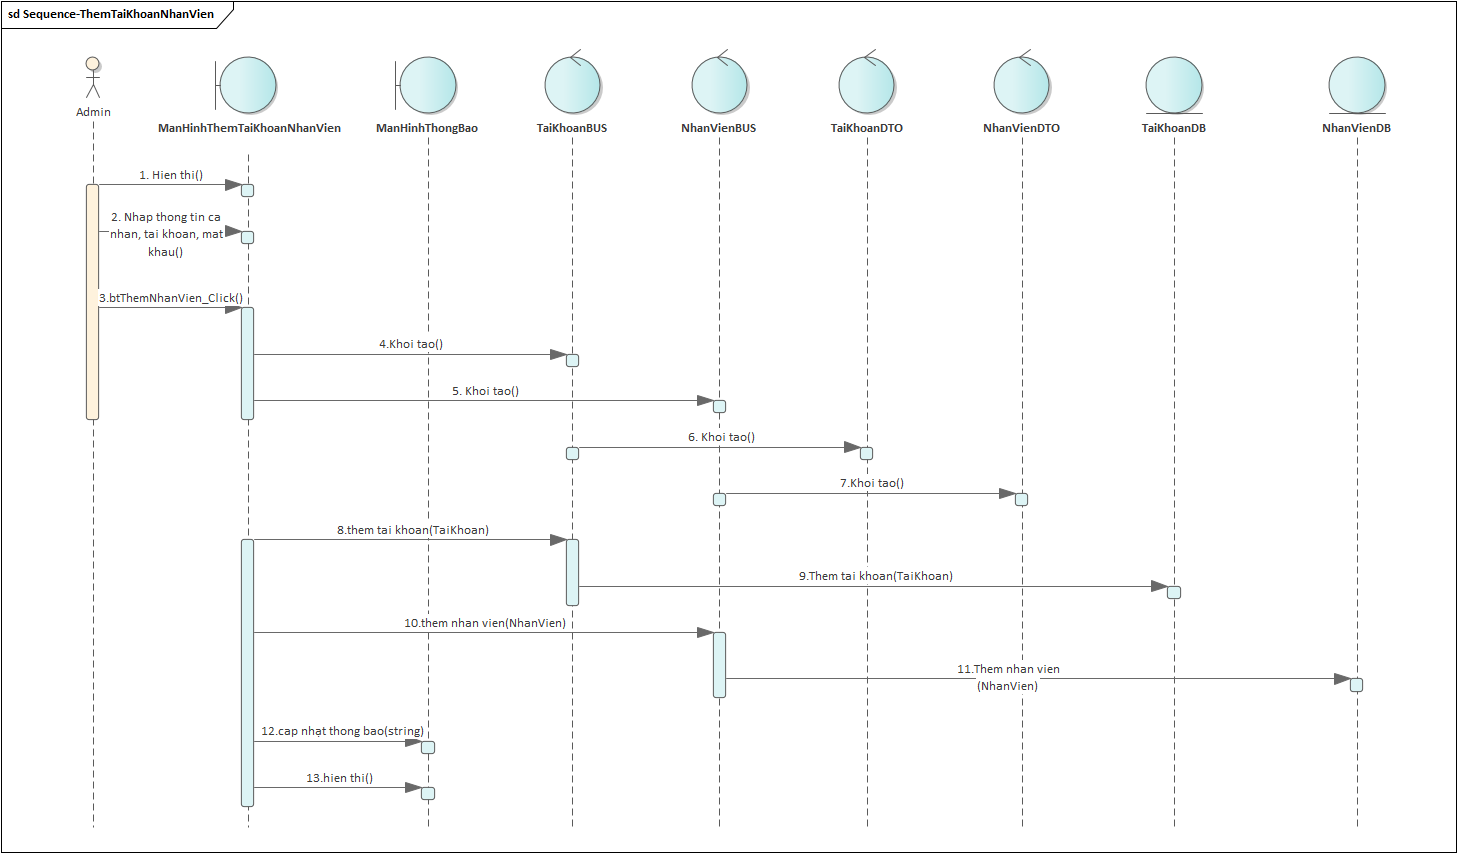 sd Sequence-ThemTaiKhoanNhanVien
Admin
ManHinhThemTaiKhoanNhanVien
ManHinhThongBao
TaiKhoanBUS
NhanVienBUS
TaiKhoanDTO
NhanVienDTO
TaiKhoanDB
NhanVienDB
1. Hien thi()
2. Nhap thong tin ca
nhan, tai khoan, mat
khau()
3.btThemNhanVien_Click()
4.Khoi tao()
5. Khoi tao()
6. Khoi tao()
7.Khoi tao()
8.them tai khoan(TaiKhoan)
9.Them tai khoan(TaiKhoan)
10.them nhan vien(NhanVien)
11.Them nhan vien
(NhanVien)
12.cap nhạt thong bao(string)
13.hien thi()